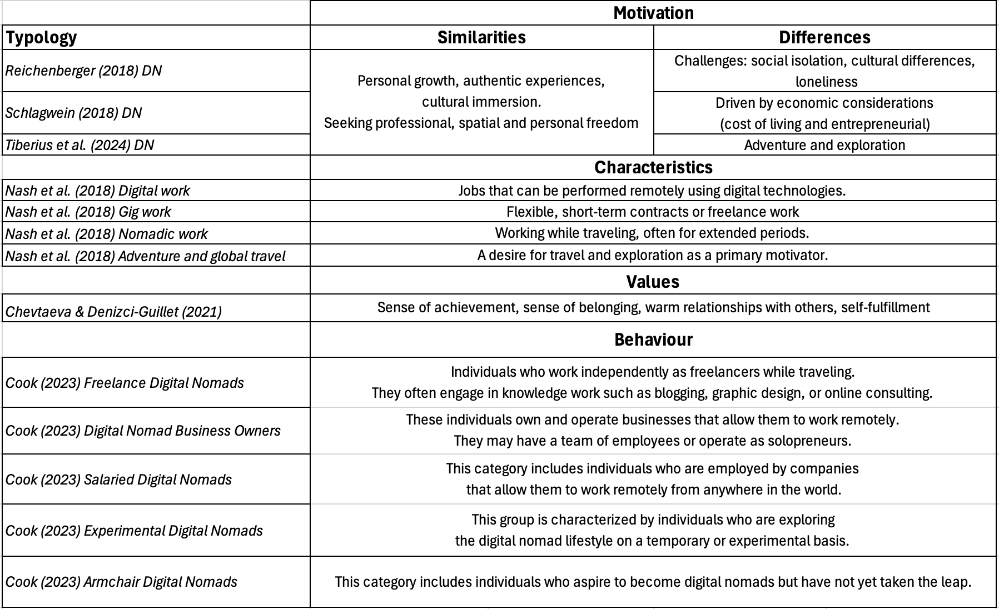 Motivation
Typology
Similarities
Differences
Reichenberger (2018) DN
Personal growth, authentic experiences,
cultural immersion.
Seeking professional, spatial and personal freedom
Challenges: social isolation, cultural differences,
loneliness
Schlagwein (2018) DN
Driven by economic considerations
(cost of living and entrepreneurial)
Tiberius et al. (2024) DN
Adventure and exploration
Characteristics
Nash et al. (2018) Digital work
Jobs that can be performed remotely using digital technologies.
Nash et al. (2018) Gig work
Flexible, short-term contracts or freelance work
Nash et al. (2018) Nomadic work
Working while traveling, often for extended periods.
Nash et al. (2018) Adventure and global travel
A desire for travel and exploration as a primary motivator.
Values
Chevtaeva & Denizci-Guillet (2021)
Sense of achievement, sense of belonging, warm relationships with others, self-fulfillment
Behaviour
Cook (2023) Freelance Digital Nomads
Individuals who work independently as freelancers while traveling.
They often engage in knowledge work such as blogging, graphic design, or online consulting.
Cook (2023) Digital Nomad Business Owners
These individuals own and operate businesses that allow them to work remotely.
They may have a team of employees or operate as solopreneurs.
Cook (2023) Salaried Digital Nomads
This category includes individuals who are employed by companies
that allow them to work remotely from anywhere in the world.
Cook (2023) Experimental Digital Nomads
This group is characterized by individuals who are exploring
the digital nomad lifestyle on a temporary or experimental basis.
Cook (2023) Armchair Digital Nomads
This category includes individuals who aspire to become digital nomads but have not yet taken the leap.